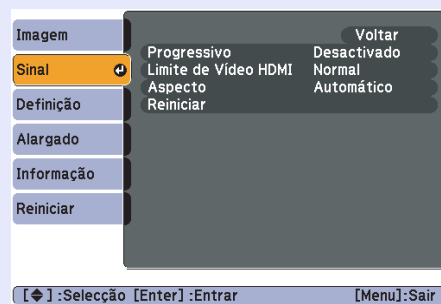 Imagem
Sinal
Definição
Alargado
Informação
Reiniciar
Voltar
Progressivo Desactivado
Limite de Vídeo HDMI Normal
Aspecto Automático
Reiniciar
[ ] :Selecção [Enter] :Entrar [Menu]:Sair